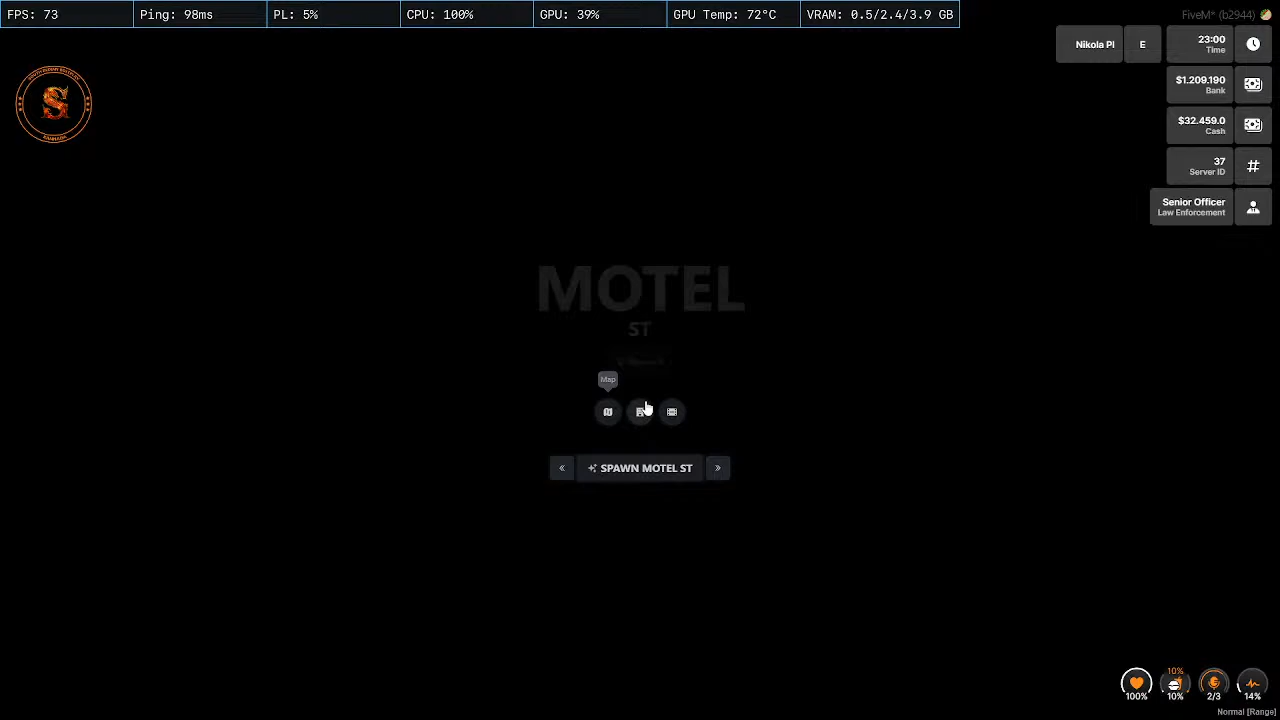 FPS: 73
Ping: 98ms
PL: 5%
CPU: 100%
GPU: 39%
GPU Temp: 72°C
VRAM: 0.5/2.4/3.9 GB
FiveM* (b2944)
Nikola Pl
E
23:00
Time
$1.209.190
Bank
$32.459.0
Cash
37
Server ID
#
Senior Officer
Law Enforcement
S
MOTEL
ST
Map
«
SPAWN MOTEL ST
»
10%
100%
10%
2/3
14%
Normal [Range]